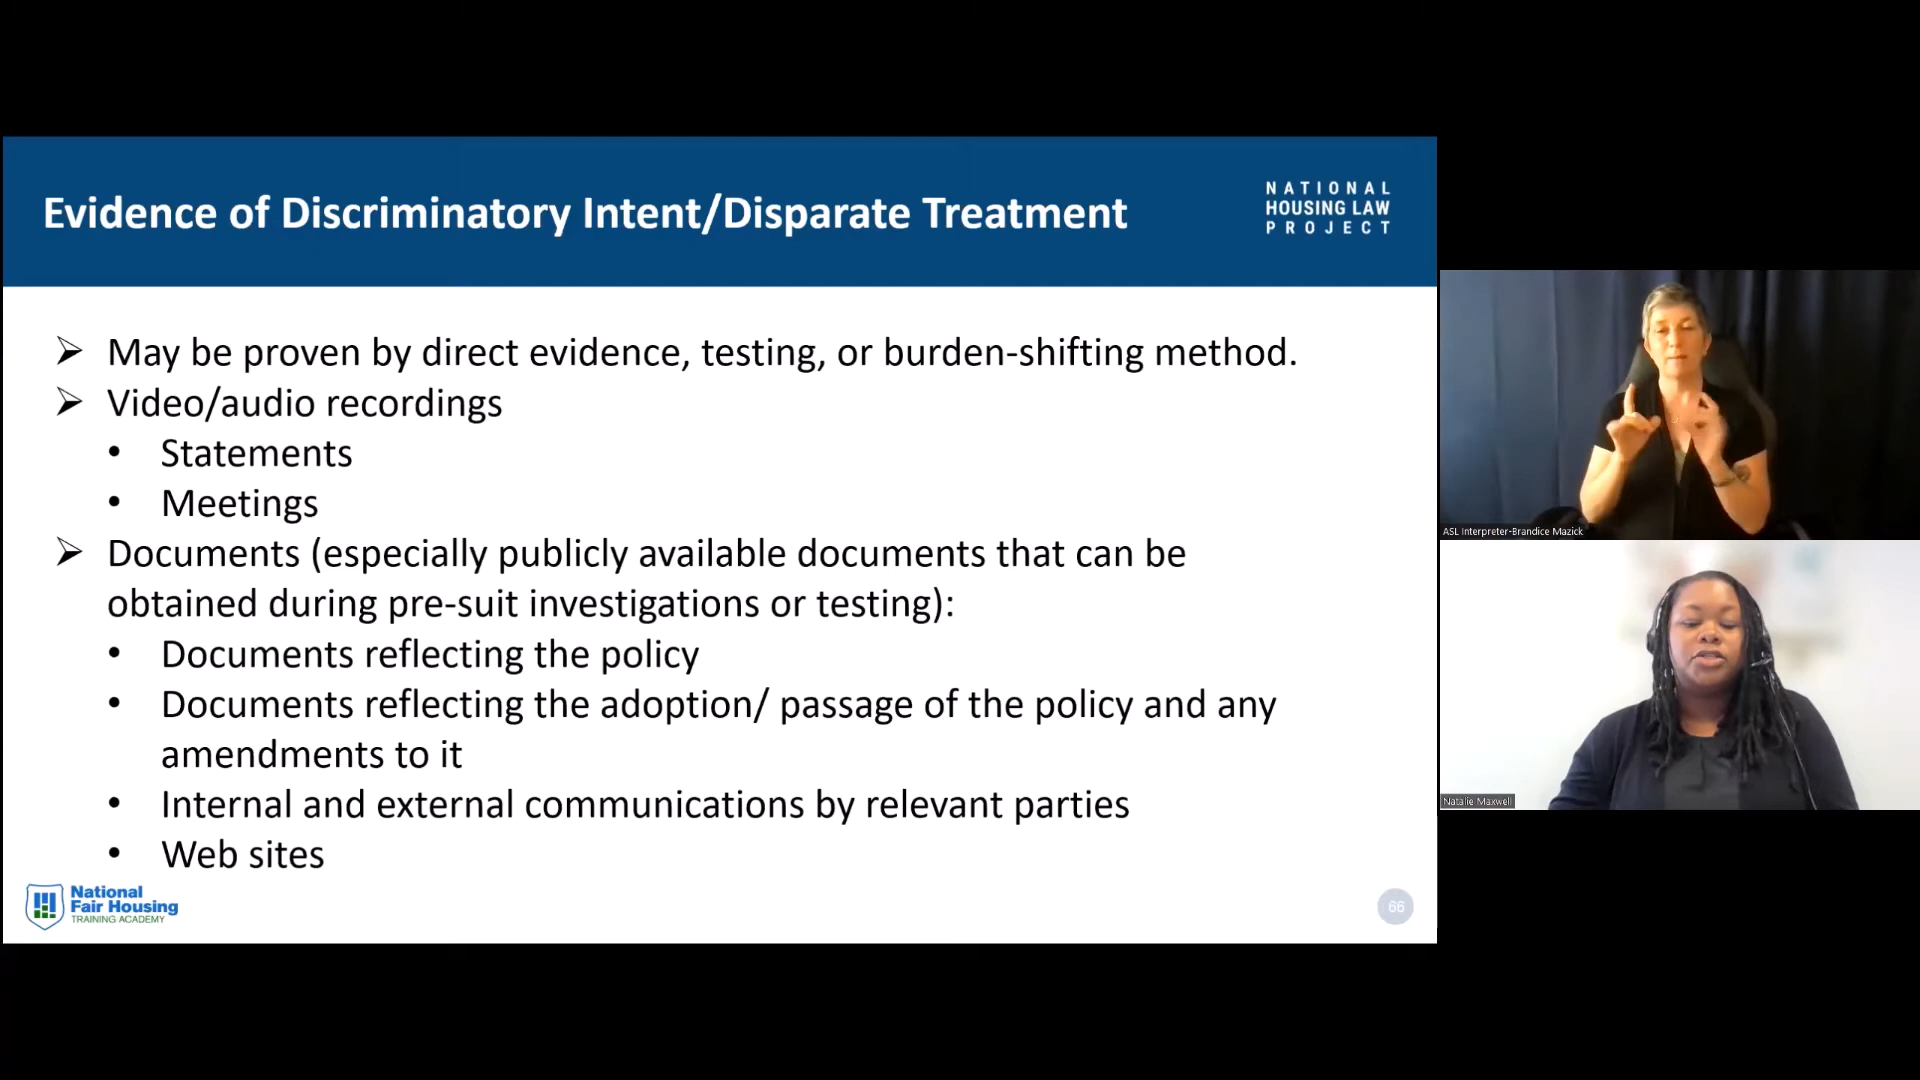 Evidence of Discriminatory Intent/Disparate Treatment
NATIONAL
HOUSING LAW
PROJECT
➢ May be proven by direct evidence, testing, or burden-shifting method.
➢ Video/audio recordings
• Statements
• Meetings
➢ Documents (especially publicly available documents that can be
obtained during pre-suit investigations or testing):
• Documents reflecting the policy
• Documents reflecting the adoption/ passage of the policy and any
amendments to it
• Internal and external communications by relevant parties
• Web sites
National
Fair Housing
TRAINING ACADEMY
66
ASL Interpreter-Brandice Mazick
Natalie Maxwell